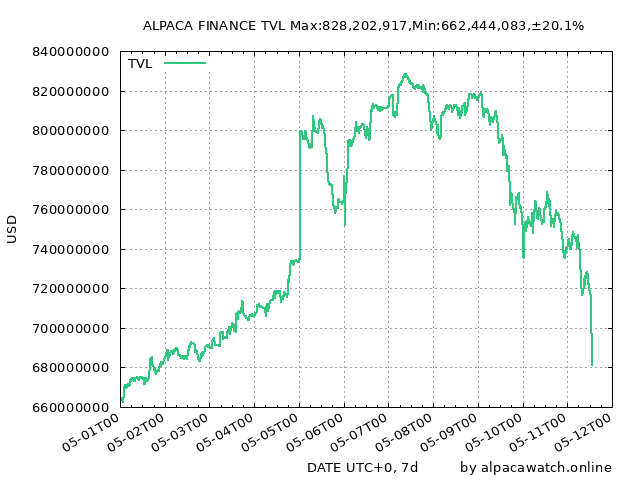 ALPACA FINANCE TVL Max:828,202,917,Min:662,444,083,±20.1%
TVL
840000000
820000000
800000000
780000000
760000000
740000000
720000000
700000000
680000000
660000000
USD
05-01T00
05-02T00
05-03T00
05-04T00
05-05T00
05-06T00
05-07T00
05-08T00
05-09T00
05-10T00
05-11T00
05-12T00
DATE UTC+0, 7d
by alpacawatch.online